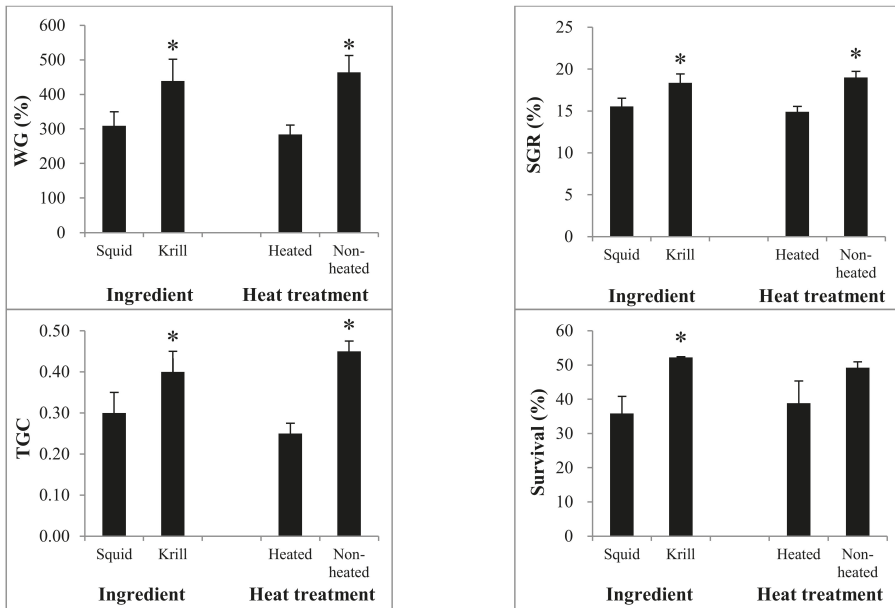 WG (%)
600
500
400
300
200
100
0
*
*
Squid Krill Heated Non-
heated
Ingredient Heat treatment
SGR (%)
25
20
15
10
5
0
*
*
Squid Krill Heated Non-
heated
Ingredient Heat treatment
TGC
0.50
0.40
0.30
0.20
0.10
0.00
*
*
Squid Krill Heated Non-
heated
Ingredient Heat treatment
Survival (%)
60
50
40
30
20
10
0
*
Squid Krill Heated Non-
heated
Ingredient Heat treatment